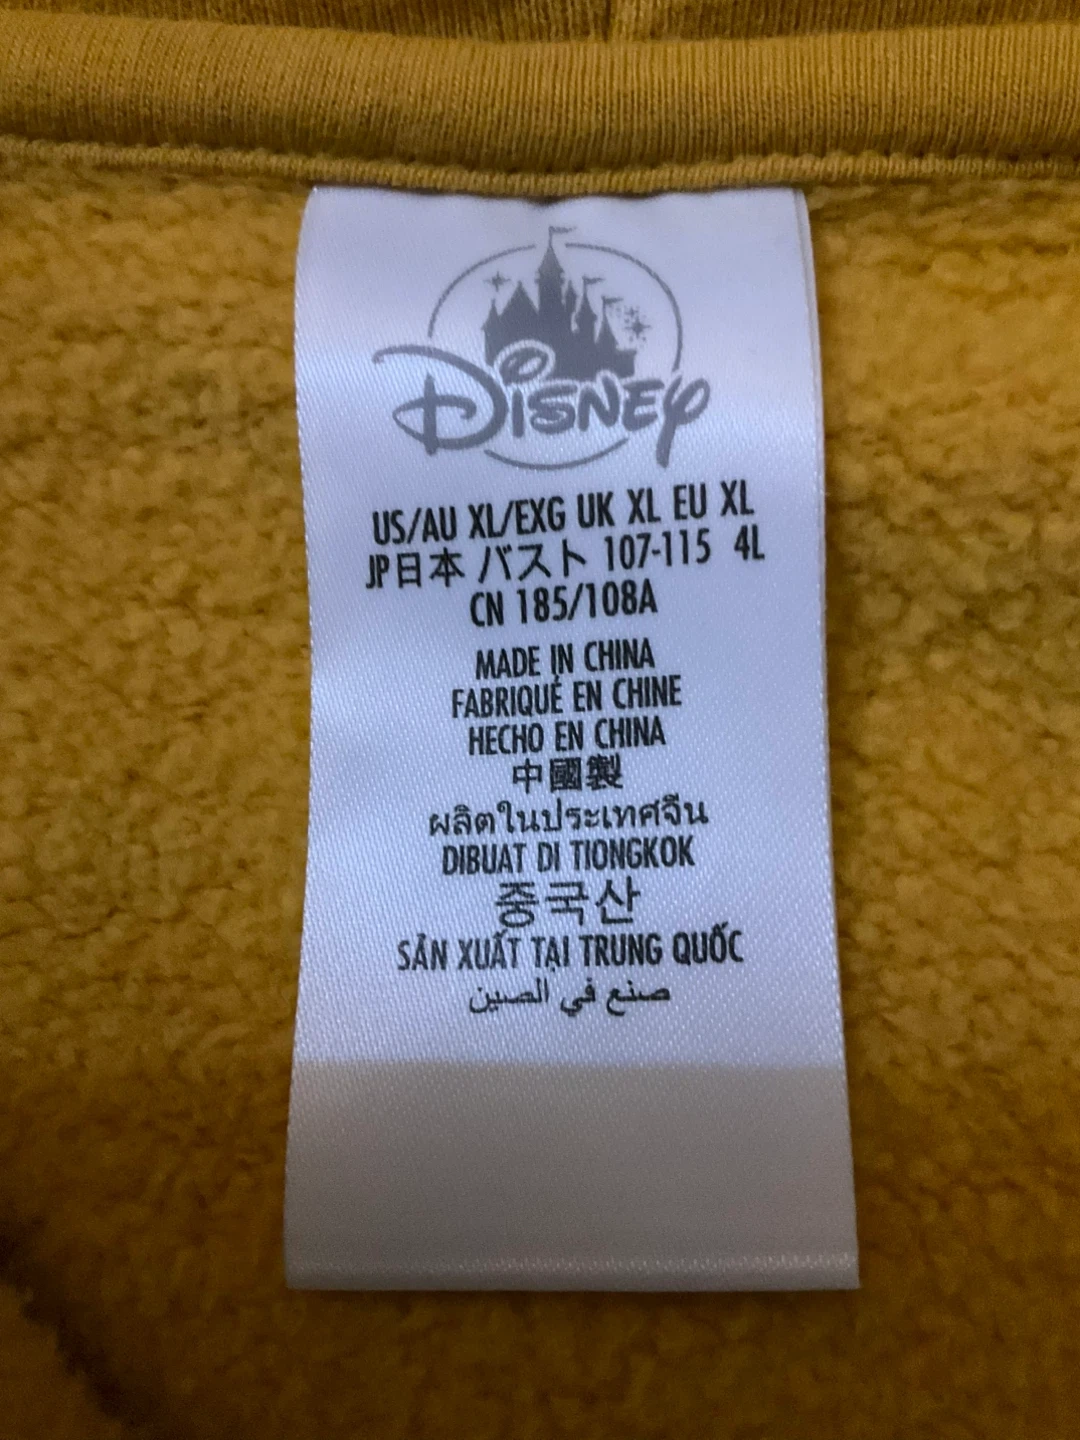 Disney
US/AU XL/EXG UK XL EU XL
JP日本 バスト 107-115 4L
CN 185/108A
MADE IN CHINA
FABRIQUÉ EN CHINE
HECHO EN CHINA
中國製
ผลิตในประเทศจีน
DIBUAT DI TIONGKOK
중국산
SẢN XUẤT TẠI TRUNG QUỐC
صنع في الصين